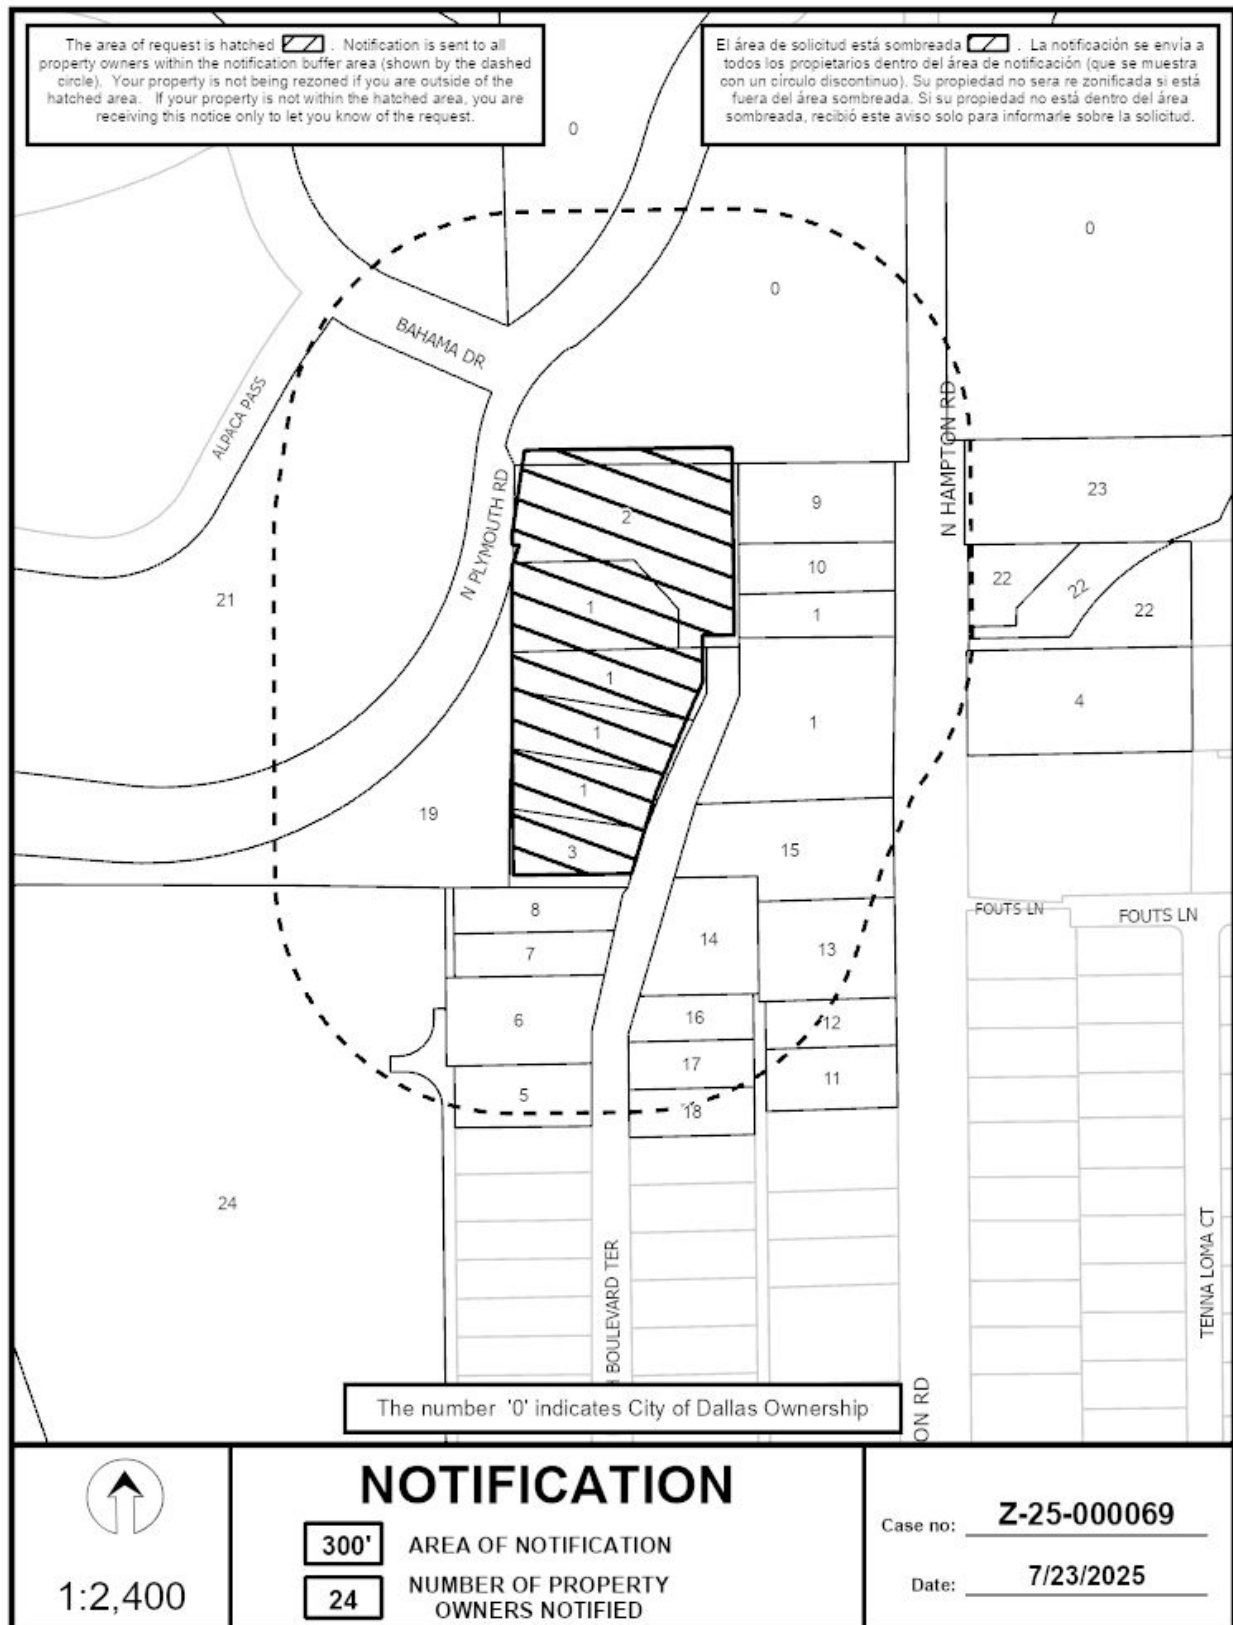 The area of request is hatched . Notification is sent to all
property owners within the notification buffer area (shown by the dashed
circle). Your property is not being rezoned if you are outside of the
hatched area. If your property is not within the hatched area, you are
receiving this notice only to let you know of the request.
El área de solicitud está sombreada . La notificación se envía a
todos los propietarios dentro del área de notificación (que se muestra
con un círculo discontinuo). Su propiedad no sera re zonificada si está
fuera del área sombreada. Si su propiedad no está dentro del área
sombreada, recibió este aviso solo para informarle sobre la solicitud.
0
0
0
BAHAMA DR
ALPACA PASS
N HAMPTON RD
N PLYMOUTH RD
23
2
9
10
22
22
22
21
1
1
1
4
1
1
1
19
15
3
8
FOUTS LN
FOUTS LN
14
13
7
6
16
12
17
11
5
18
24
BOULEVARD TER
TENNA LOMA CT
ON RD
The number '0' indicates City of Dallas Ownership
1:2,400
NOTIFICATION
300' AREA OF NOTIFICATION
24 NUMBER OF PROPERTY
OWNERS NOTIFIED
Case no: Z-25-000069
Date: 7/23/2025